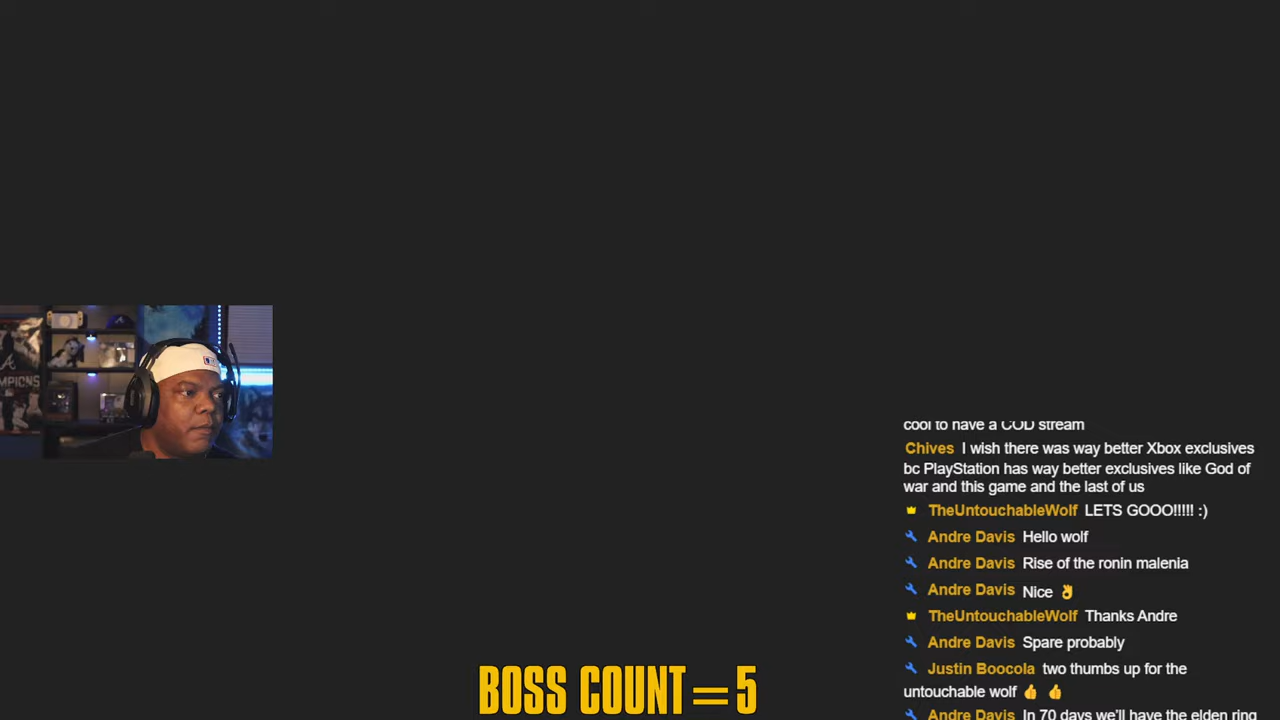 MPIONS
cool to have a COD stream
Chives I wish there was way better Xbox exclusives
bc PlayStation has way better exclusives like God of
war and this game and the last of us
TheUntouchableWolf LETS GOOO!!!!! :)
Andre Davis Hello wolf
Andre Davis Rise of the ronin malenia
Andre Davis Nice 👌
TheUntouchableWolf Thanks Andre
Andre Davis Spare probably
Justin Boocola two thumbs up for the
untouchable wolf 👍 👍
Andre Davis In 70 days we'll have the elden ring
BOSS COUNT=5